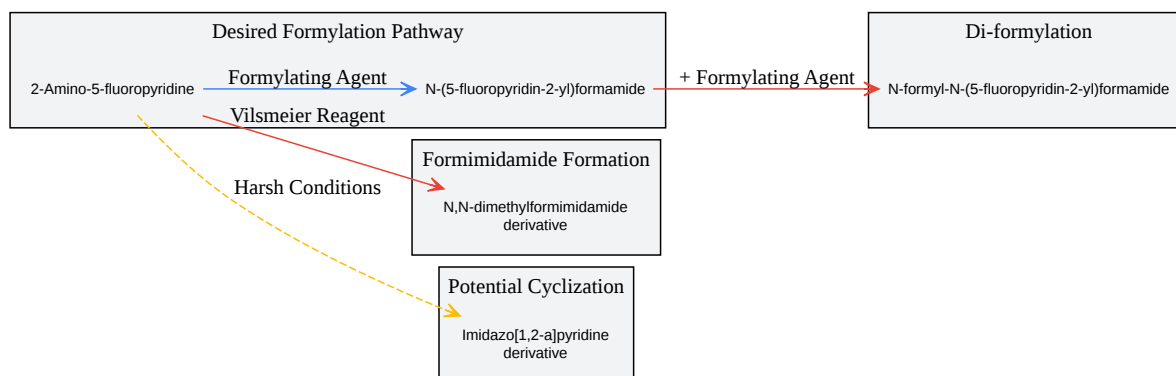 Desired Formylation Pathway
Di-formylation
2-Amino-5-fluoropyridine
Formylating Agent
N-(5-fluoropyridin-2-yl)formamide
+ Formylating Agent
N-formyl-N-(5-fluoropyridin-2-yl)formamide
Vilsmeier Reagent
Formimidamide Formation
Harsh Conditions
N,N-dimethylformimidamide
derivative
Potential Cyclization
Imidazo[1,2-a]pyridine
derivative